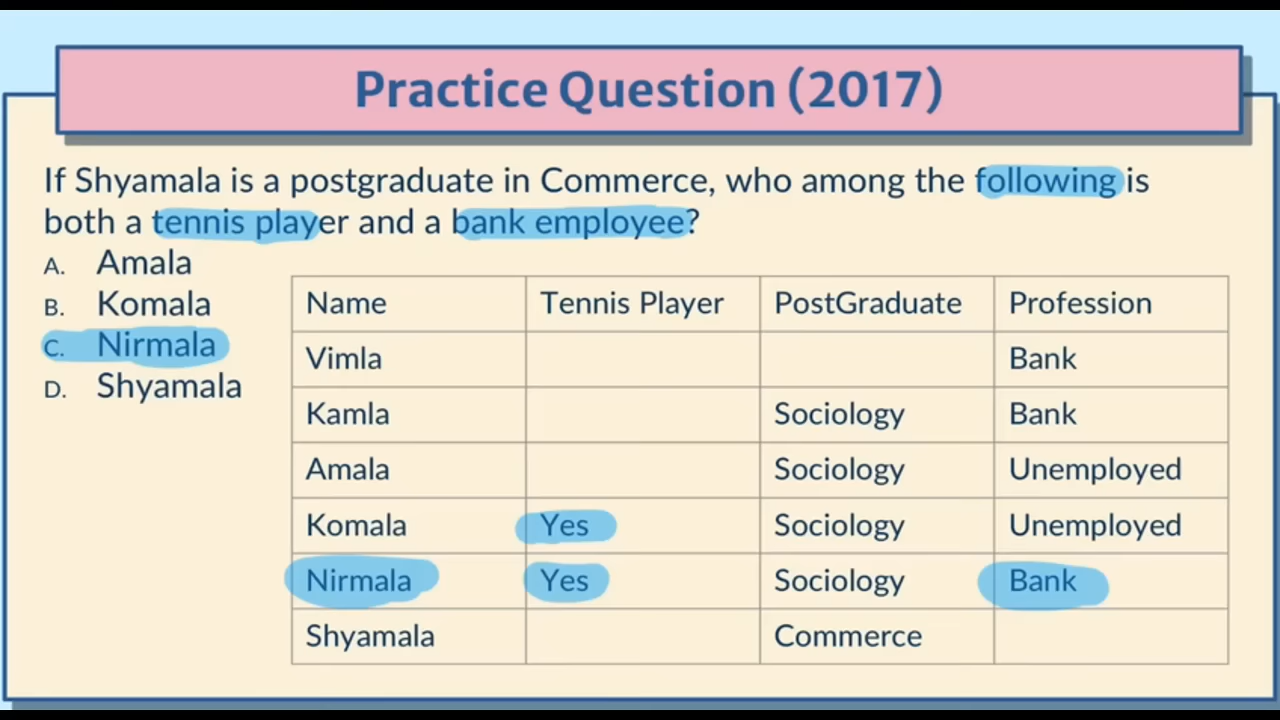 Practice Question (2017)
If Shyamala is a postgraduate in Commerce, who among the following is
both a tennis player and a bank employee?
A. Amala
B. Komala
C. Nirmala
D. Shyamala
Name Tennis Player PostGraduate Profession
Vimla Bank
Kamla Sociology Bank
Amala Sociology Unemployed
Komala Yes Sociology Unemployed
Nirmala Yes Sociology Bank
Shyamala Commerce